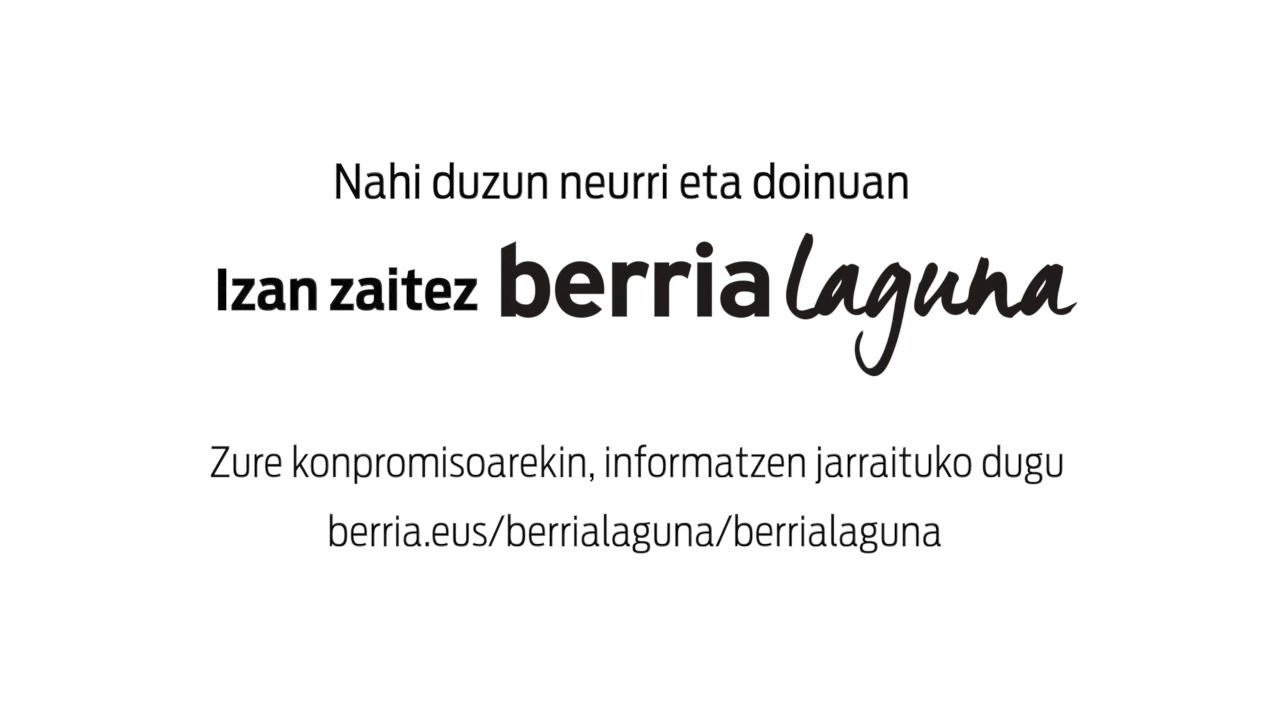 Nahi duzun neurri eta doinuan
Izan zaitez berria laguna
Zure konpromisoarekin, informatzen jarraituko dugu
berria.eus/berrialaguna/berrialaguna